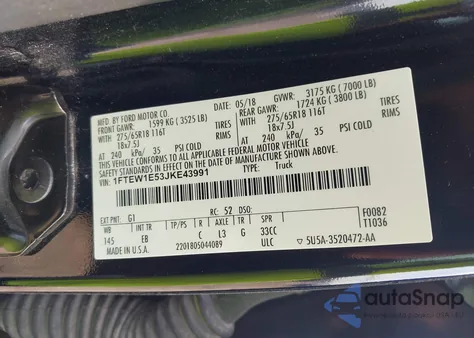 MFD. BY FORD MOTOR CO.
DATE: 05/18 GVWR: 3175 KG ( 7000 LB)
FRONT GAWR: 1599 KG ( 3525 LB) REAR GAWR: 1724 KG ( 3800 LB)
275/65R18 116T TIRES 275/65R18 116T TIRES
18x7.5J RIMS 18x7.5J RIMS
AT 240 kPa/ 35 PSI COLD AT 240 kPa/ 35 PSI COLD
THIS VEHICLE CONFORMS TO ALL APPLICABLE FEDERAL MOTOR VEHICLE
SAFETY STANDARDS IN EFFECT ON THE DATE OF MANUFACTURE SHOWN ABOVE.
VIN: 1FTEW1E53JKE43991 TYPE: Truck
EXT PNT: G1 RC: 52 DSO: F0082
WB TP/PS R AXLE TR SPR T1036
145 EB C L3 G 33CC
MADE IN U.S.A. 2201805044089 ULC 5U5A-3520472-AA
autoSnap